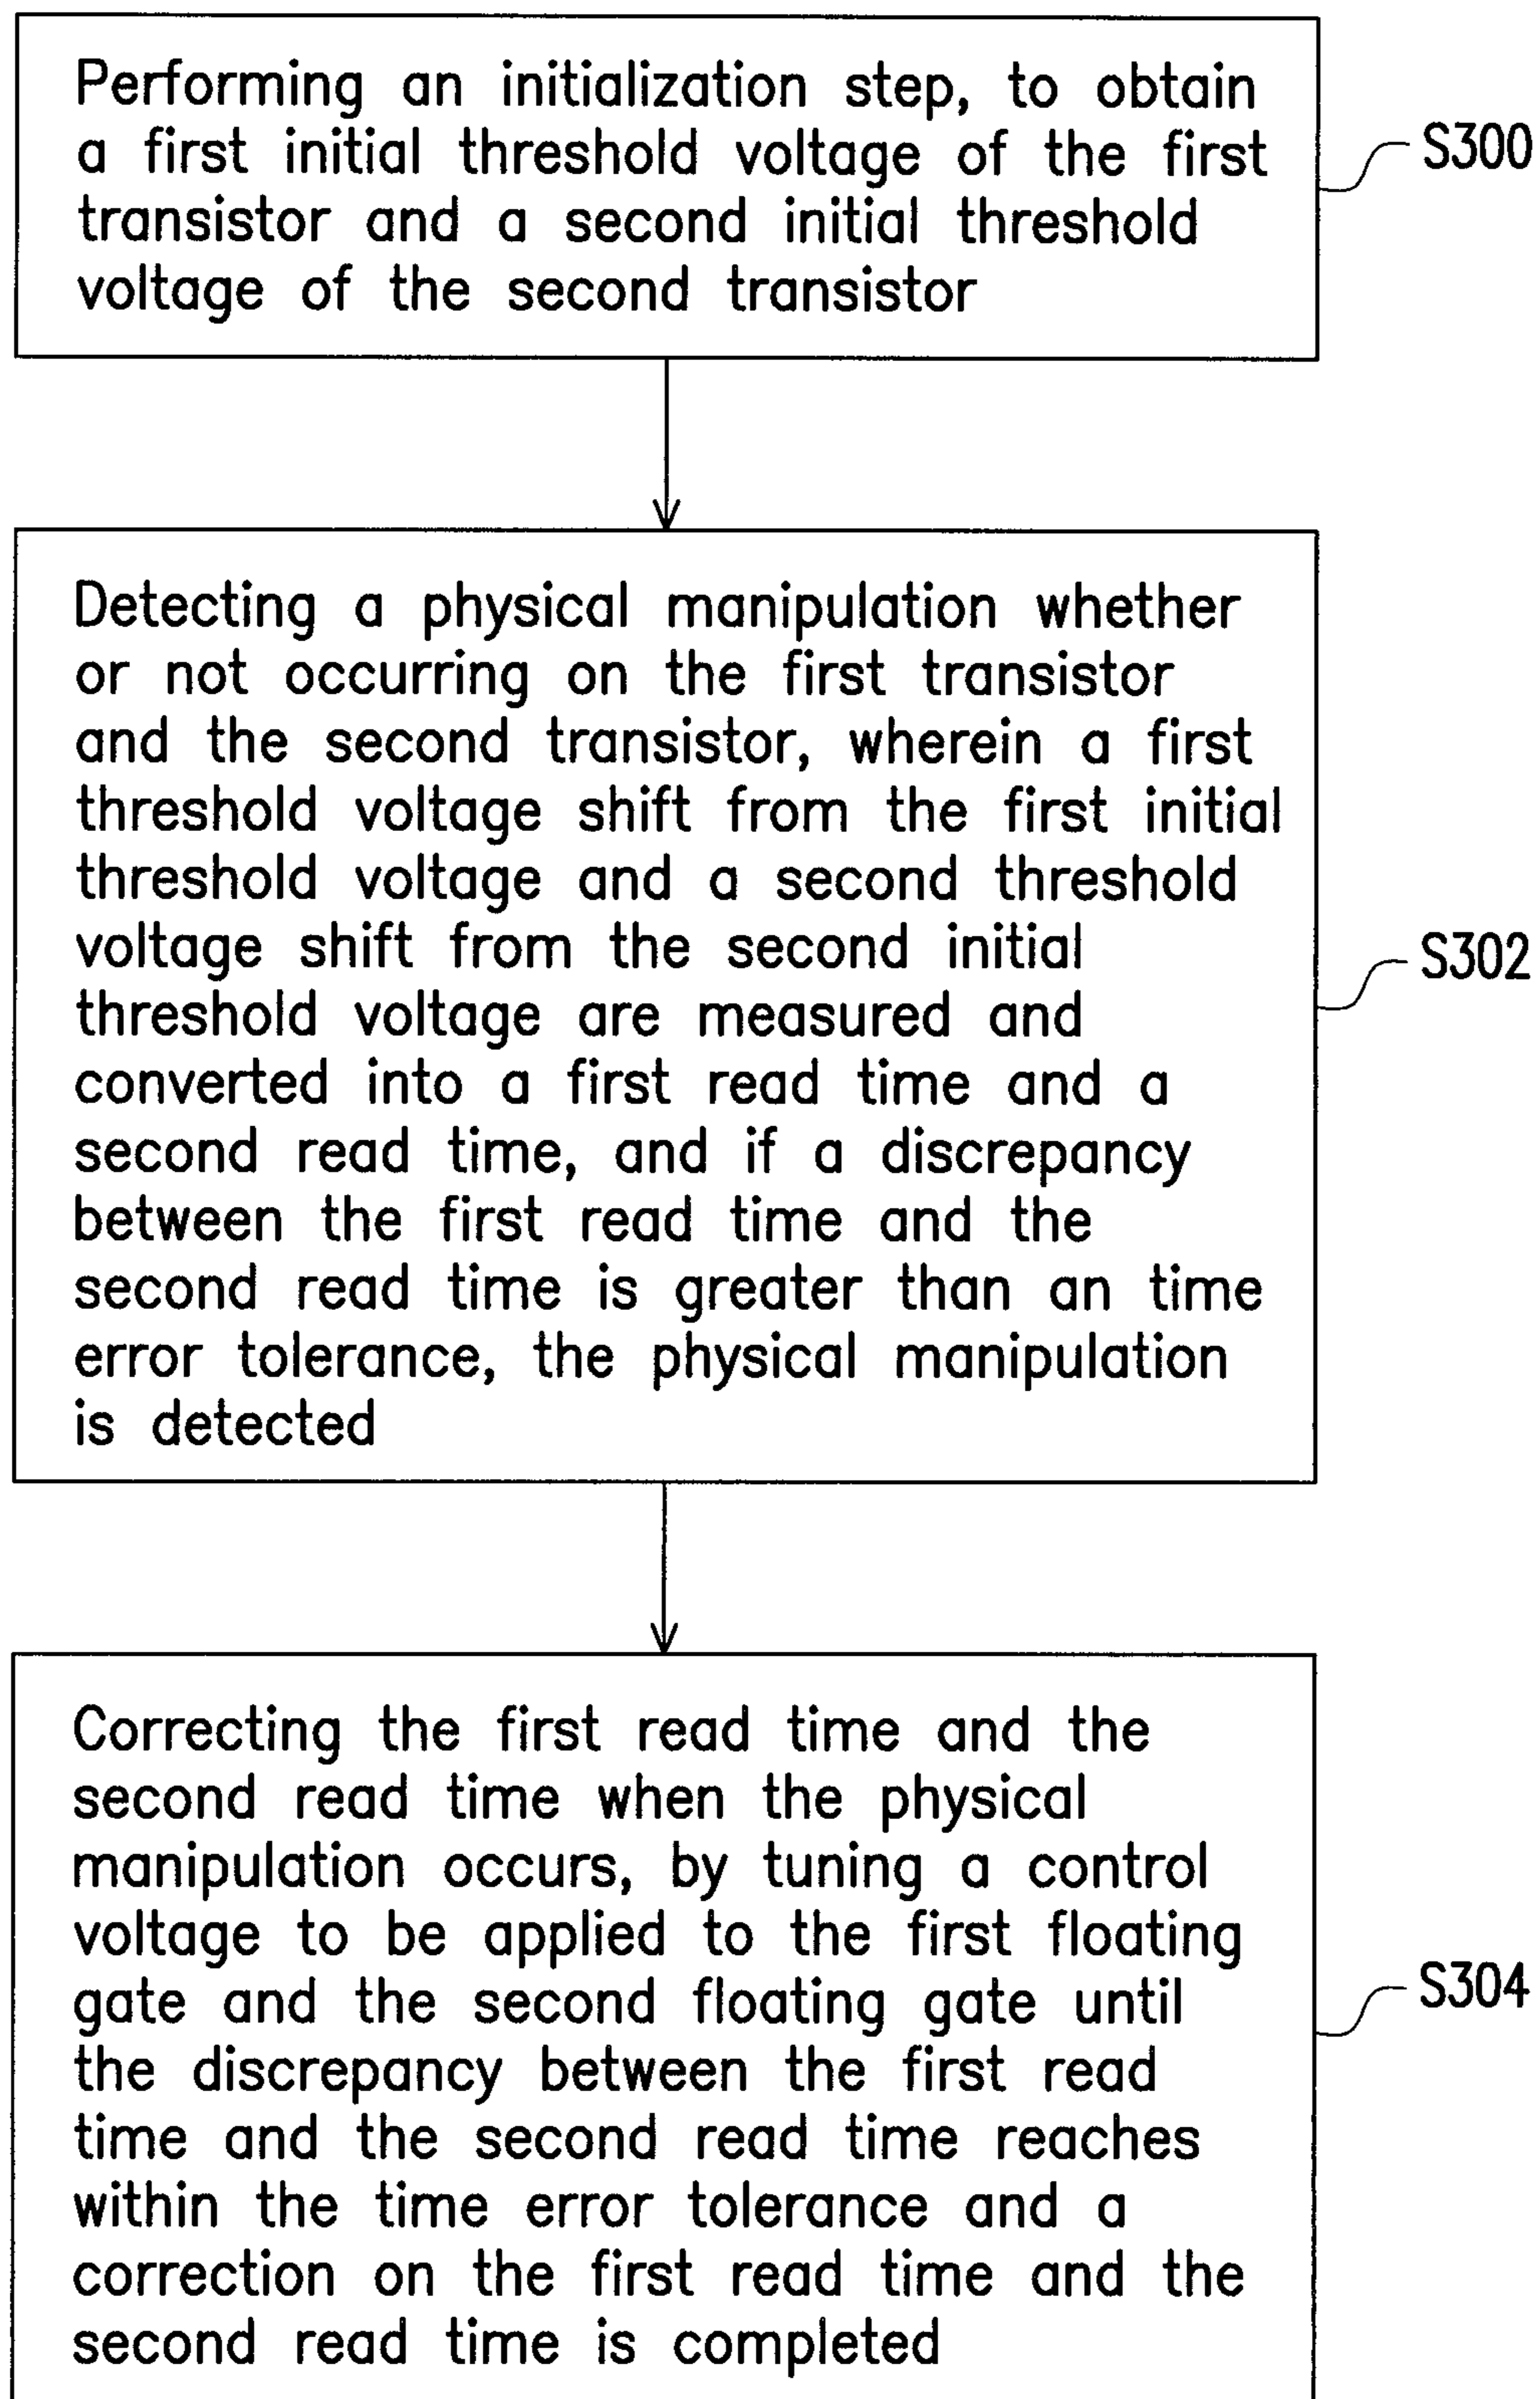 Performing an initialization step, to obtain
a first initial threshold voltage of the first
transistor and a second initial threshold
voltage of the second transistor
S300
Detecting a physical manipulation whether
or not occurring on the first transistor
and the second transistor, wherein a first
threshold voltage shift from the first initial
threshold voltage and a second threshold
voltage shift from the second initial
threshold voltage are measured and
converted into a first read time and a
second read time, and if a discrepancy
between the first read time and the
second read time is greater than an time
error tolerance, the physical manipulation
is detected
S302
Correcting the first read time and the
second read time when the physical
manipulation occurs, by tuning a control
voltage to be applied to the first floating
gate and the second floating gate until
the discrepancy between the first read
time and the second read time reaches
within the time error tolerance and a
correction on the first read time and the
second read time is completed
S304